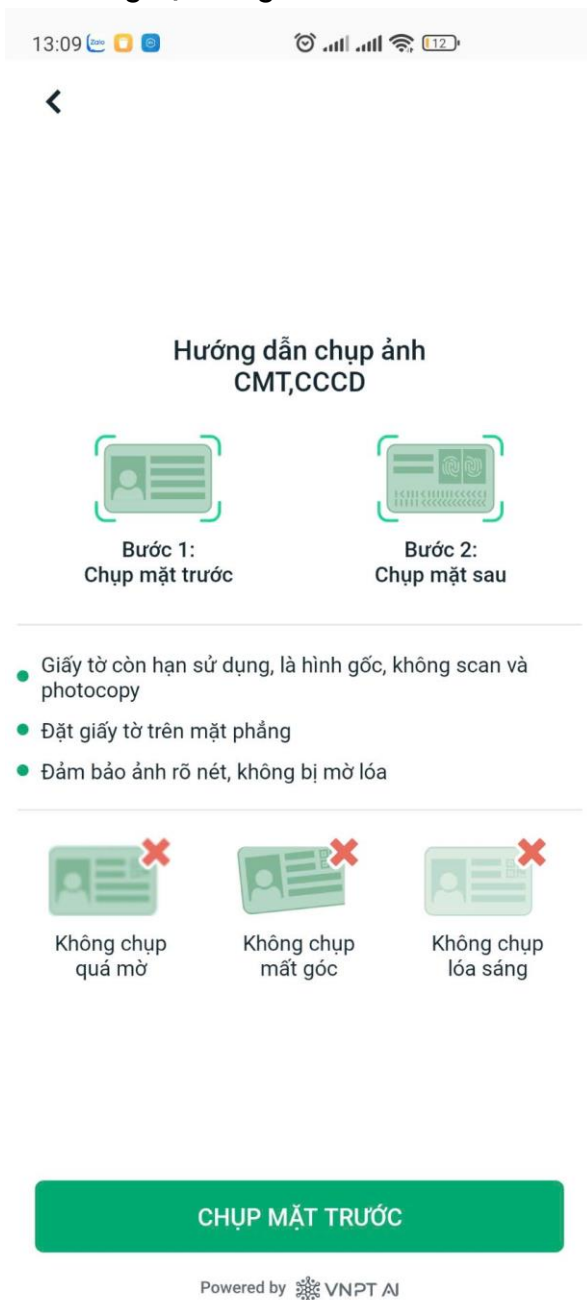 13:09
12
Hướng dẫn chụp ảnh
CMT,CCCD
Bước 1:
Chụp mặt trước
Bước 2:
Chụp mặt sau
Giấy tờ còn hạn sử dụng, là hình gốc, không scan và
photocopy
Đặt giấy tờ trên mặt phẳng
Đảm bảo ảnh rõ nét, không bị mờ lóa
Không chụp
quá mờ
Không chụp
mất góc
Không chụp
lóa sáng
CHỤP MẶT TRƯỚC
Powered by VNPT AI